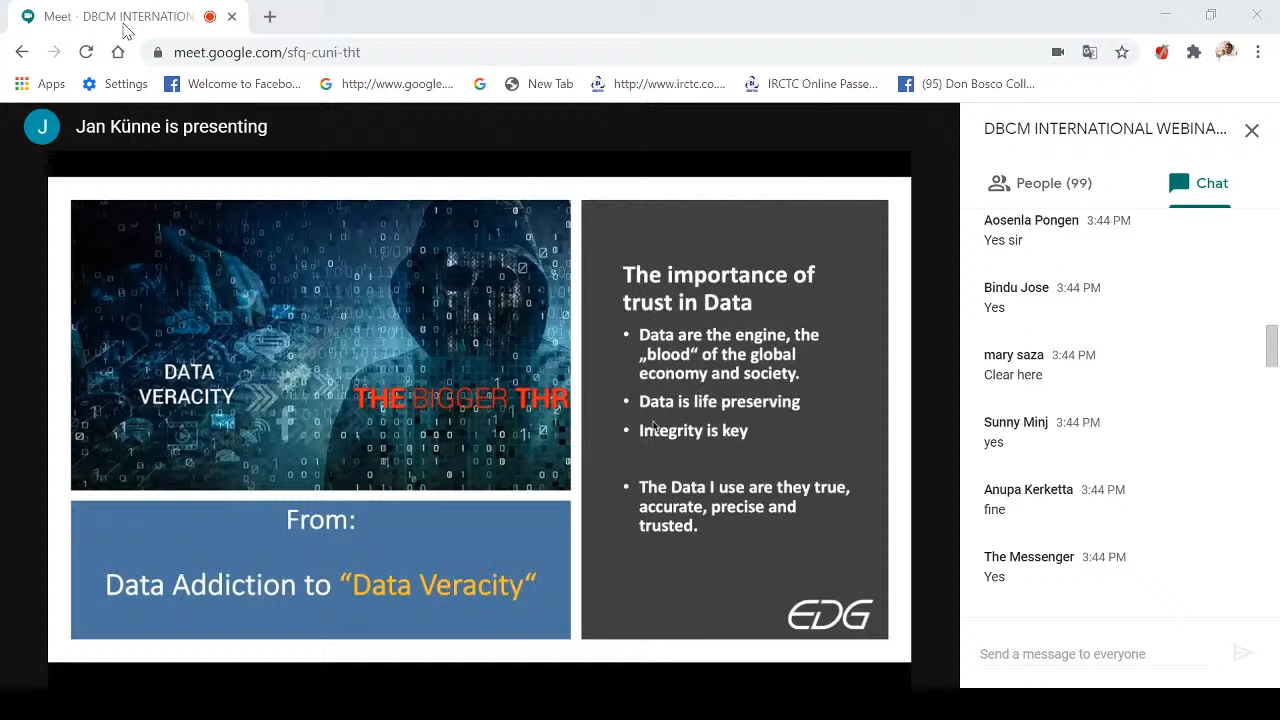 Meet - DBCM INTERNATION
meet.google.com/sfq-cuni-tht
Apps
Settings
Welcome to Facebo...
http://www.google....
New Tab
http://www.irctc.co....
IRCTC Online Passe...
(95) Don Bosco Coll...
J
Jan Künne is presenting
DATA
VERACITY
THE BIGGER THR
From:
Data Addiction to “Data Veracity“
The importance of
trust in Data
• Data are the engine, the
„blood“ of the global
economy and society.
• Data is life preserving
• Integrity is key
• The Data I use are they true,
accurate, precise and
trusted.
EDG
DBCM INTERNATIONAL WEBINA...
People (99)
Chat
Aosenla Pongen 3:44 PM
Yes sir
Bindu Jose 3:44 PM
Yes
mary saza 3:44 PM
Clear here
Sunny Minj 3:44 PM
yes
Anupa Kerketta 3:44 PM
fine
The Messenger 3:44 PM
Yes
Send a message to everyone